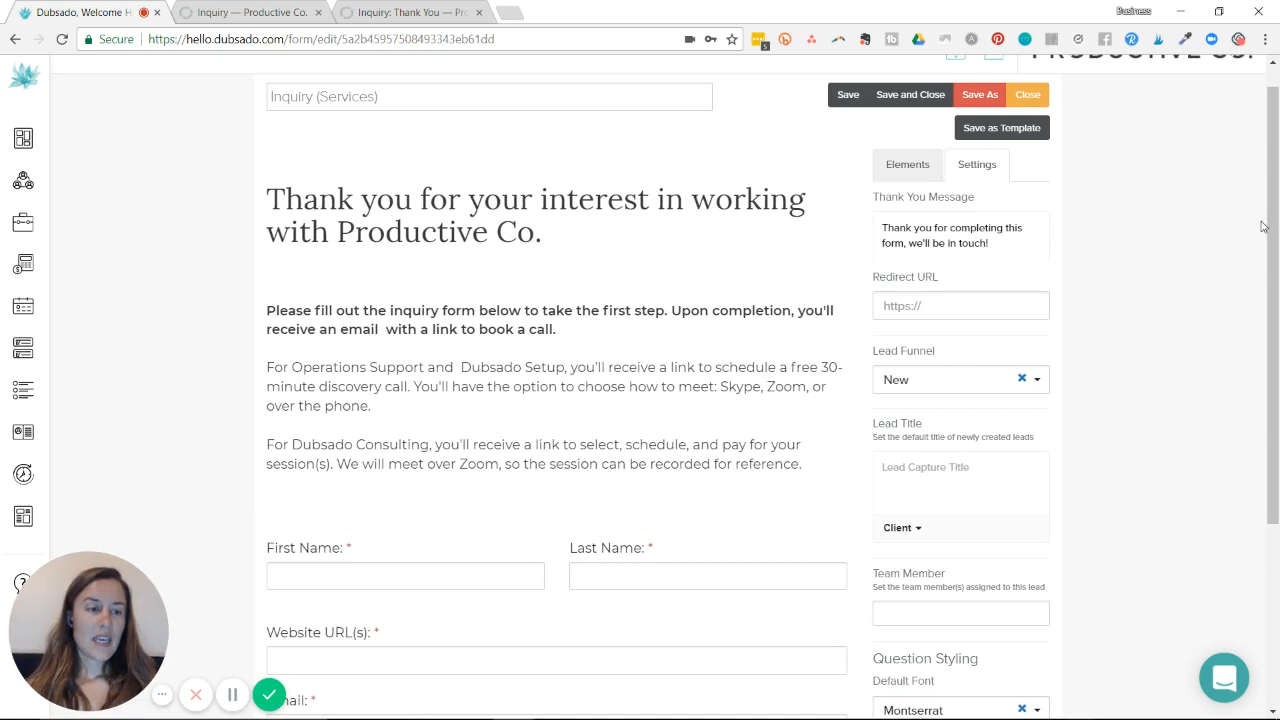 Dubsado, Welcome H
Inquiry — Productive Co.
Inquiry: Thank You — Pr
Business
Secure
https://hello.dubsado.com/form/edit/5a2b45957508493343eb61dd
5
PRODUCTIVE CO.
Inquiry (Services)
Save
Save and Close
Save As
Close
Save as Template
Elements
Settings
Thank you for your interest in working
with Productive Co.
Thank You Message
Thank you for completing this
form, we'll be in touch!
Redirect URL
https://
Please fill out the inquiry form below to take the first step. Upon completion, you'll
receive an email with a link to book a call.
Lead Funnel
New
For Operations Support and Dubsado Setup, you'll receive a link to schedule a free 30-
minute discovery call. You'll have the option to choose how to meet: Skype, Zoom, or
over the phone.
Lead Title
Set the default title of newly created leads
Lead Capture Title
Client
For Dubsado Consulting, you'll receive a link to select, schedule, and pay for your
session(s). We will meet over Zoom, so the session can be recorded for reference.
First Name: *
Last Name: *
Team Member
Set the team member(s) assigned to this lead
Website URL(s): *
Question Styling
Default Font
Montserrat
mail: *